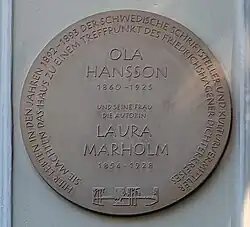 HIER LEBTEN IN DEN JAHREN 1892-1893 DER SCHWEDISCHE SCHRIFTSTELLER UND KULTURVERMITTLER
SIE MACHTEN DAS HAUS ZU EINEM TREFFPUNKT DES FRIEDRICHSHAGENER DICHTERKREISES
OLA
HANSSON
1860-1925
UND SEINE FRAU
DIE AUTORIN
LAURA
MARHOLM
1854-1928